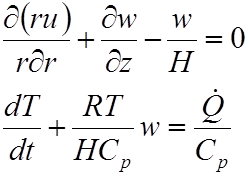 ∂(ru)/r∂r + ∂w/∂z − w/H = 0
dT/dt + RT/HC_p w = Q̇/C_p